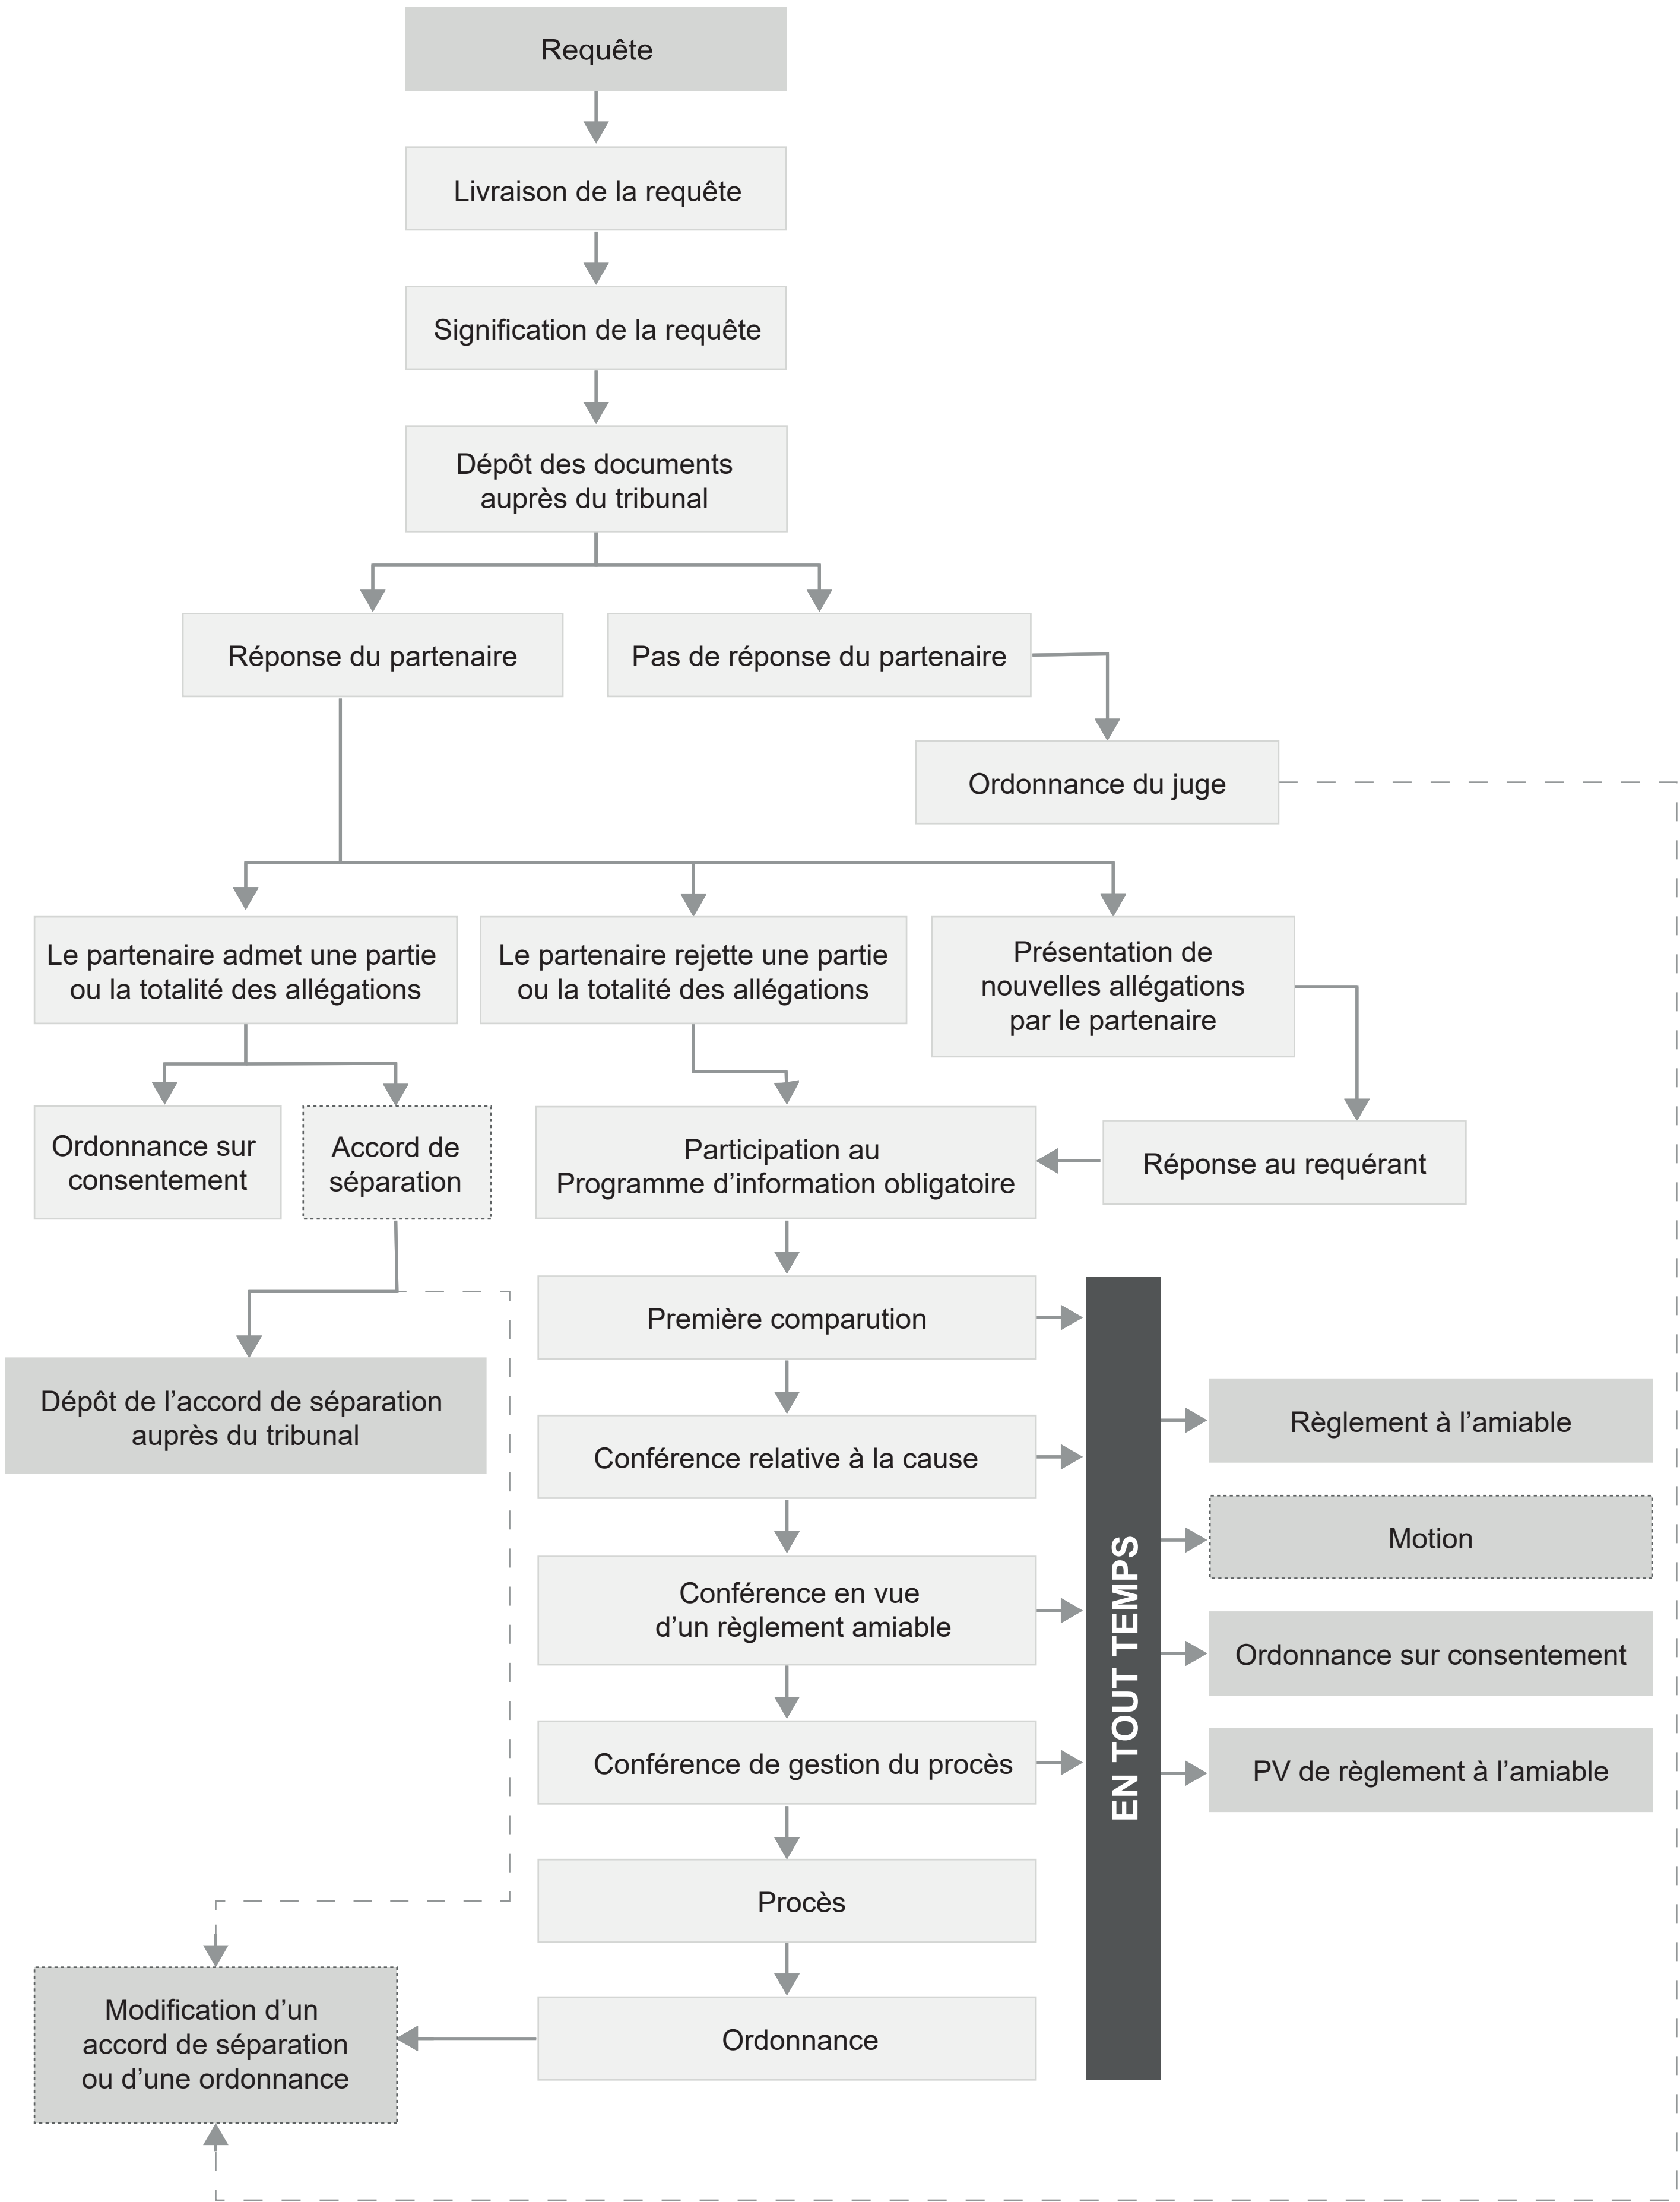 Requête
Livraison de la requête
Signification de la requête
Dépôt des documents
auprès du tribunal
Réponse du partenaire
Pas de réponse du partenaire
Ordonnance du juge
Le partenaire admet une partie
ou la totalité des allégations
Le partenaire rejette une partie
ou la totalité des allégations
Présentation de
nouvelles allégations
par le partenaire
Ordonnance sur
consentement
Accord de
séparation
Participation au
Programme d’information obligatoire
Réponse au requérant
Première comparution
Dépôt de l’accord de séparation
auprès du tribunal
Conférence relative à la cause
Conférence en vue
d’un règlement amiable
Conférence de gestion du procès
EN TOUT TEMPS
Règlement à l’amiable
Motion
Ordonnance sur consentement
PV de règlement à l’amiable
Procès
Ordonnance
Modification d’un
accord de séparation
ou d’une ordonnance